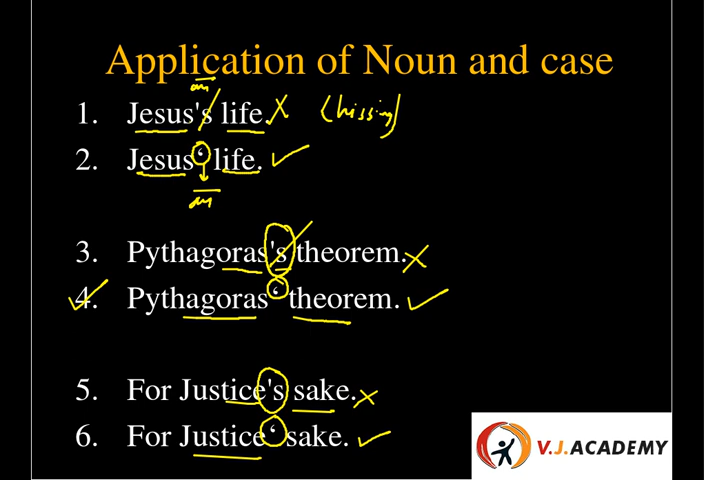 Application of Noun and case
1. Jesus's life. (hissing)
2. Jesus‘ life.
3. Pythagoras's theorem.
4. Pythagoras‘ theorem.
5. For Justice's sake.
6. For Justice‘ sake.
V.J.ACADEMY